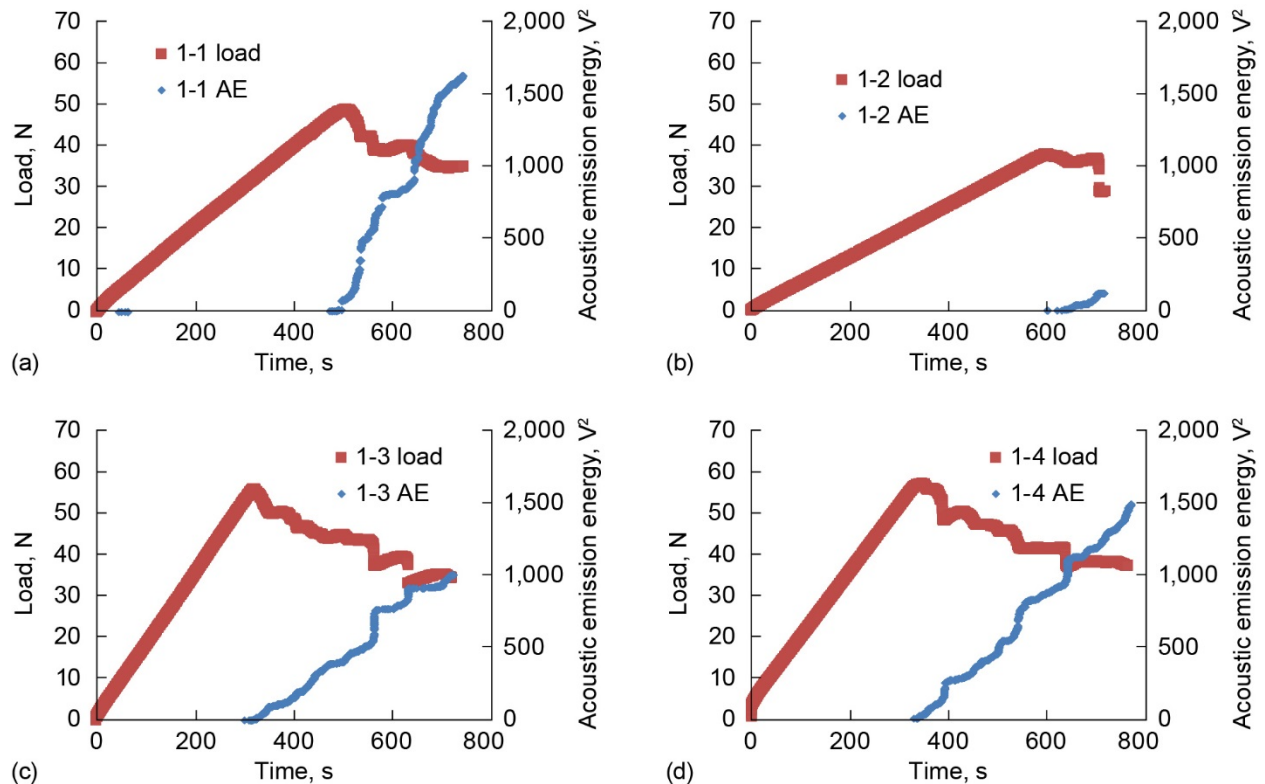 70
60
50
40
30
20
10
0
Load, N
2,000
1,500
1,000
500
0
Acoustic emission energy, V²
1-1 load
1-1 AE
0 200 400 600 800
Time, s
(a)
70
60
50
40
30
20
10
0
Load, N
2,000
1,500
1,000
500
0
Acoustic emission energy, V²
1-2 load
1-2 AE
0 200 400 600 800
Time, s
(b)
70
60
50
40
30
20
10
0
Load, N
2,000
1,500
1,000
500
0
Acoustic emission energy, V²
1-3 load
1-3 AE
0 200 400 600 800
Time, s
(c)
70
60
50
40
30
20
10
0
Load, N
2,000
1,500
1,000
500
0
Acoustic emission energy, V²
1-4 load
1-4 AE
0 200 400 600 800
Time, s
(d)